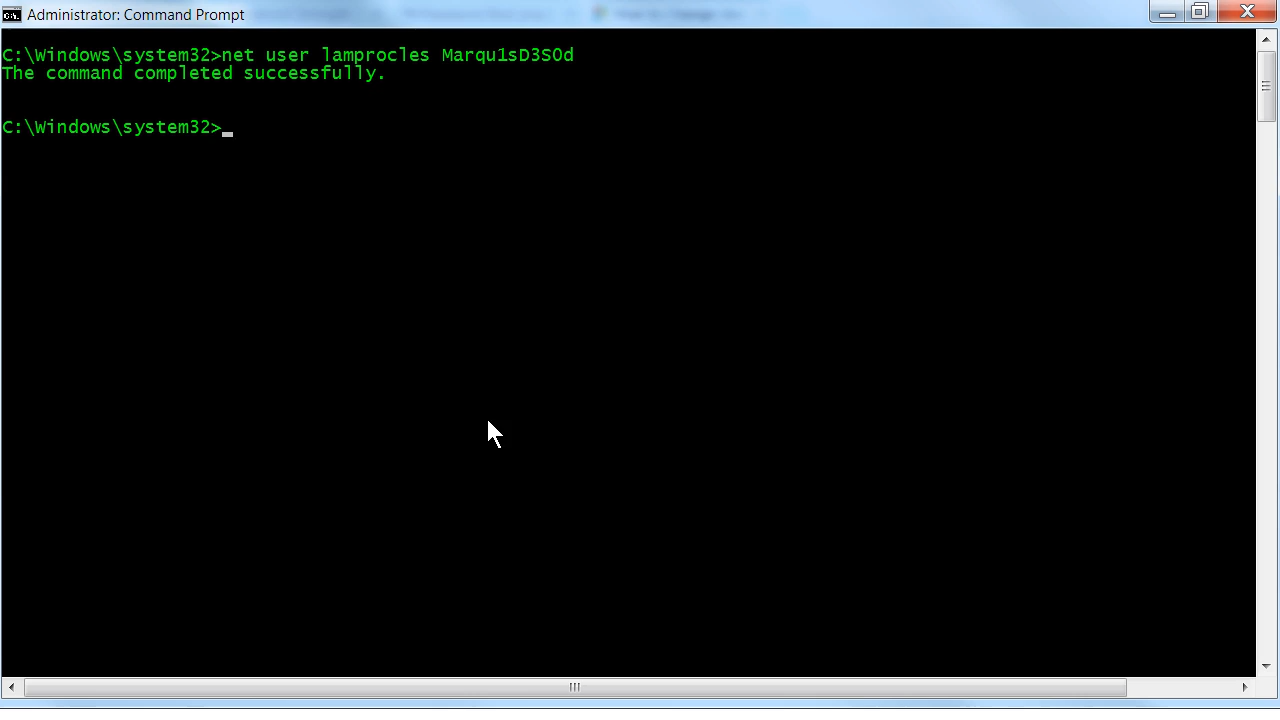 Administrator: Command Prompt
C:\Windows\system32>net user lamprocles Marqu1sD3S0d
The command completed successfully.
C:\Windows\system32>